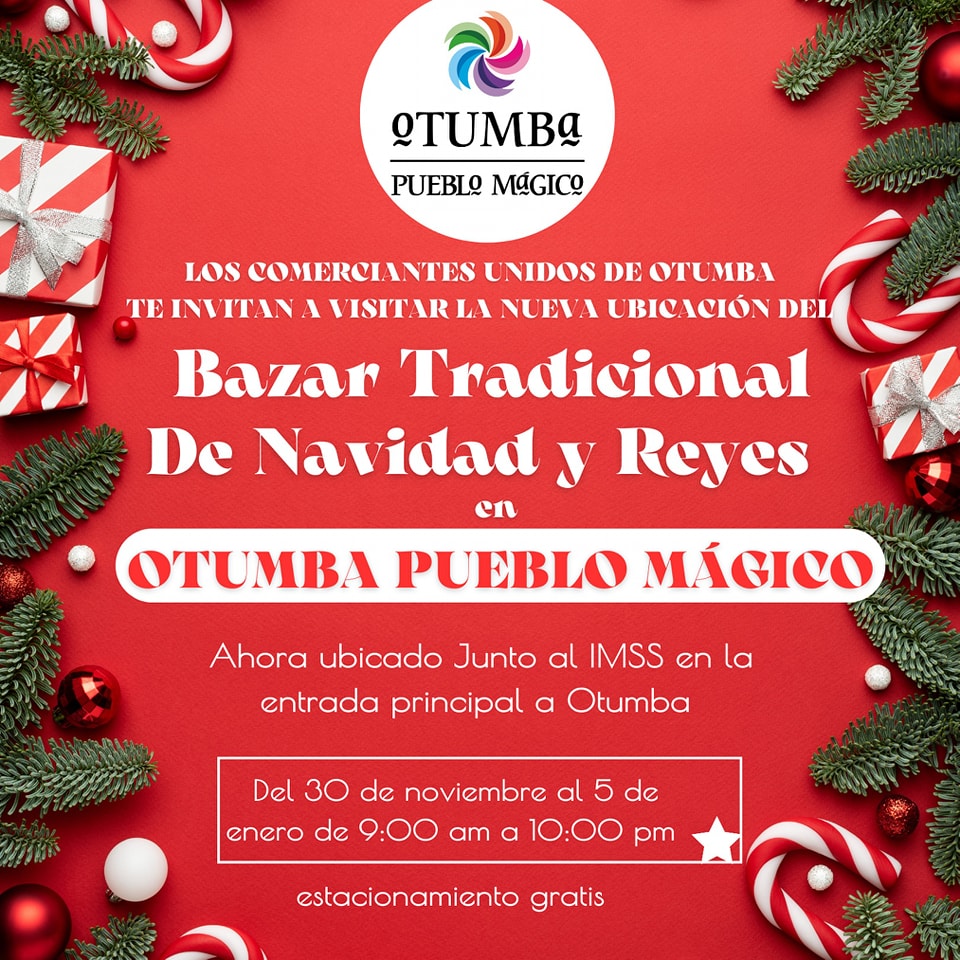 OTUMBA
PUEBLO MÁGICO
LOS COMERCIANTES UNIDOS DE OTUMBA
TE INVITAN A VISITAR LA NUEVA UBICACIÓN DEL
Bazar Tradicional
De Navidad y Reyes
en
OTUMBA PUEBLO MÁGICO
Ahora ubicado Junto al IMSS en la
entrada principal a Otumba
Del 30 de noviembre al 5 de
enero de 9:00 am a 10:00 pm
estacionamiento gratis